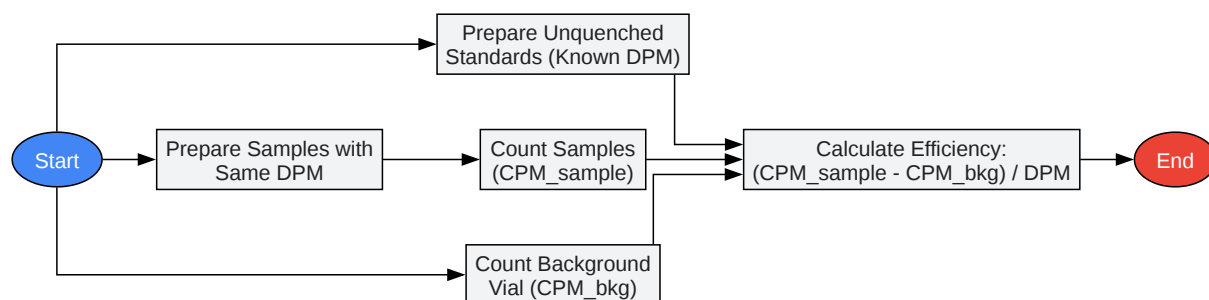 Prepare Unquenched
Standards (Known DPM)
Start
Prepare Samples with
Same DPM
Count Samples
(CPM_sample)
Calculate Efficiency:
(CPM_sample - CPM_bkg) / DPM
End
Count Background
Vial (CPM_bkg)